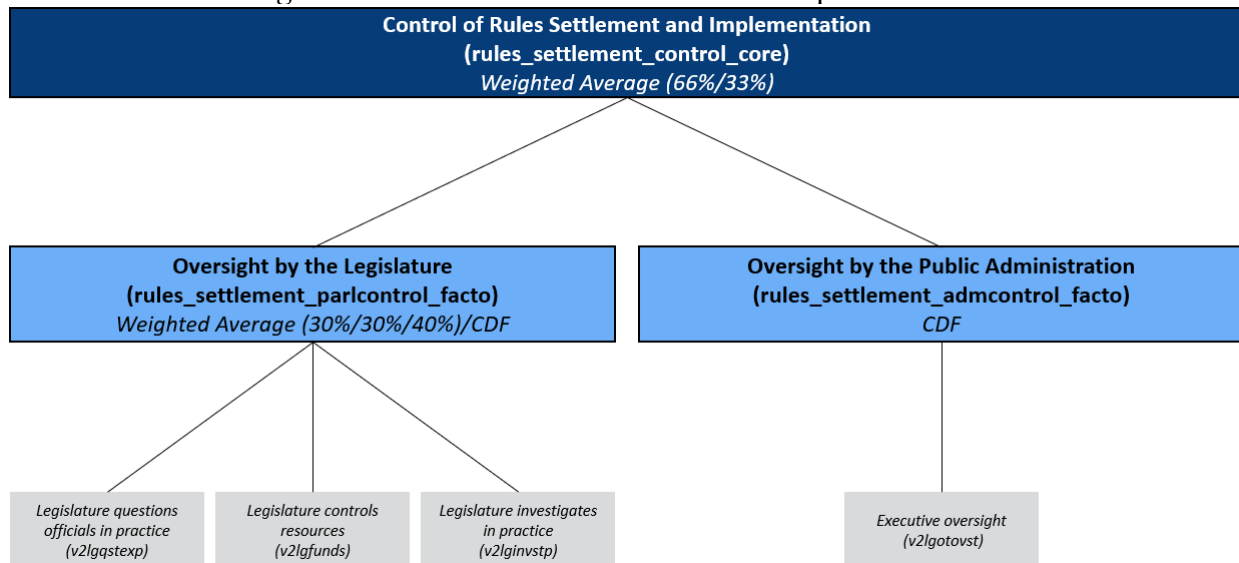 Control of Rules Settlement and Implementation
(rules_settlement_control_core)
Weighted Average (66%/33%)
Oversight by the Legislature
(rules_settlement_parlcontrol_facto)
Weighted Average (30%/30%/40%)/CDF
Oversight by the Public Administration
(rules_settlement_admcontrol_facto)
CDF
Legislature questions
officials in practice
(v2lgqstexp)
Legislature controls
resources
(v2lgfunds)
Legislature investigates
in practice
(v2lginvstp)
Executive oversight
(v2lgotovst)